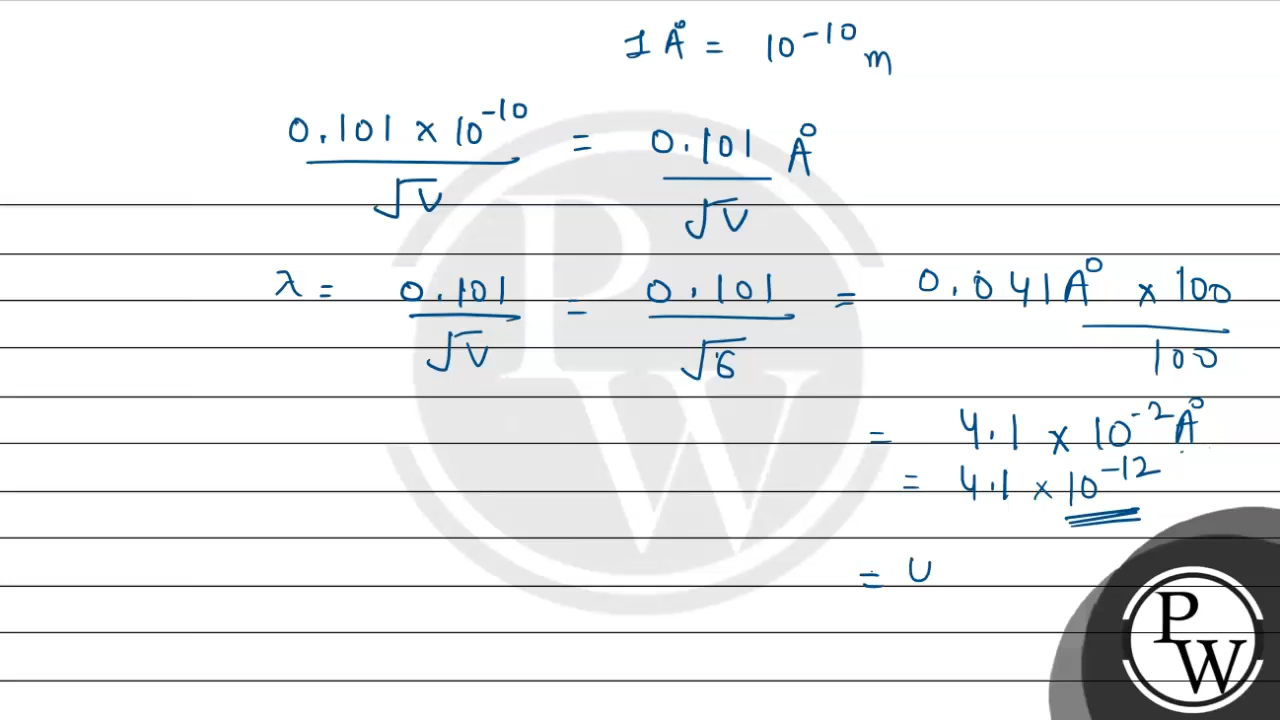 1 Å = 10⁻¹⁰ m
0.101 × 10⁻¹⁰ / √V = 0.101 / √V Å
λ = 0.101 / √V = 0.101 / √6 = 0.041 Å × 100 / 100
= 4.1 × 10⁻² Å
= 4.1 × 10⁻¹²
=
PW
PW